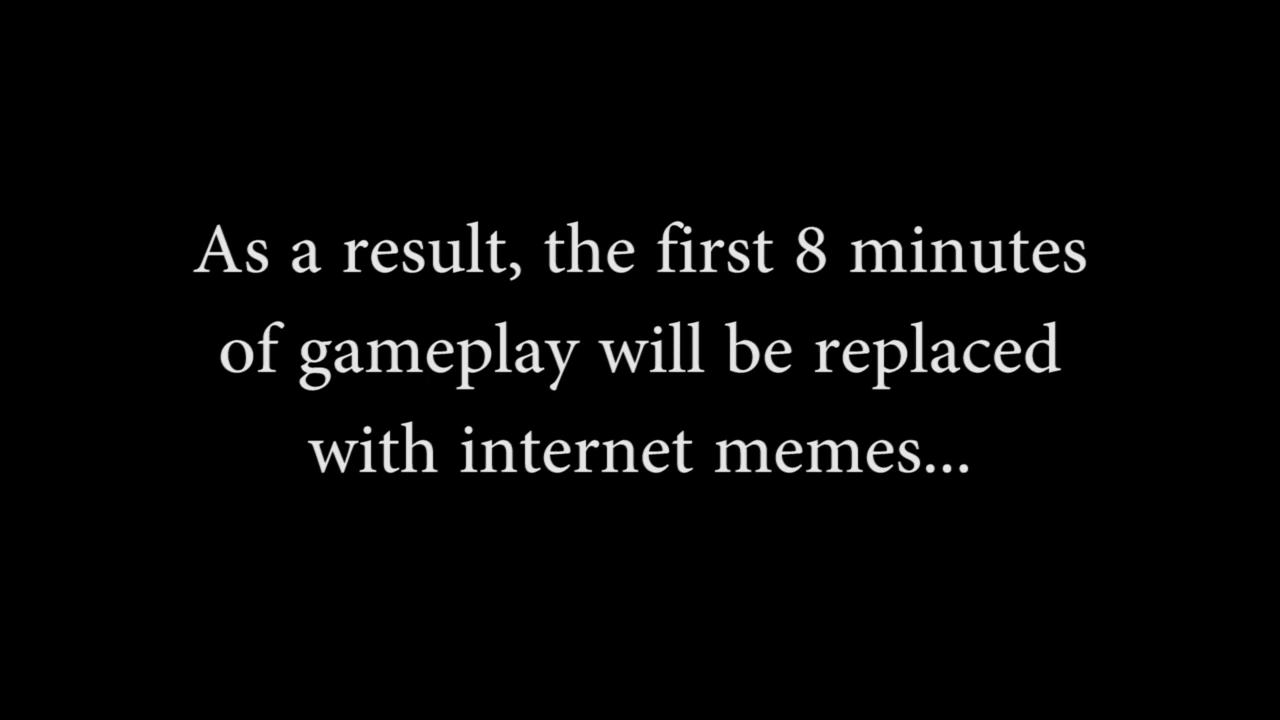 As a result, the first 8 minutes
of gameplay will be replaced
with internet memes...